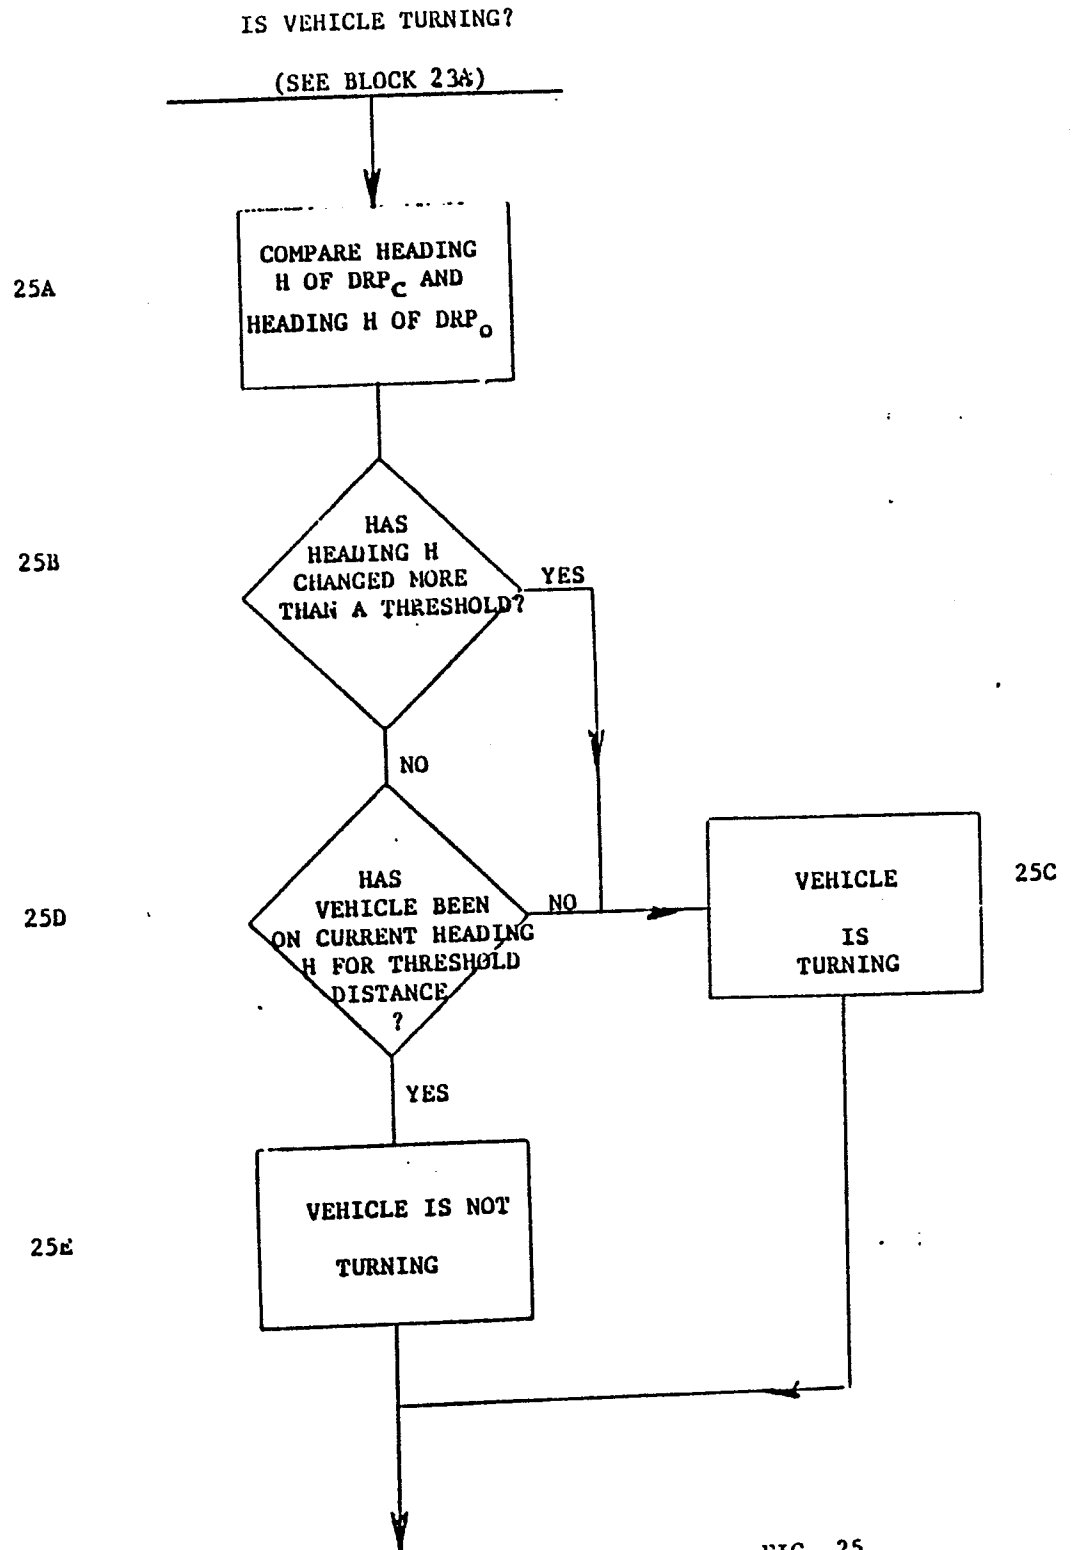 IS VEHICLE TURNING?
(SEE BLOCK 23A)
25A
COMPARE HEADING
H OF DRPC AND
HEADING H OF DRPO
25B
HAS
HEADING H
CHANGED MORE
THAN A THRESHOLD?
YES
NO
25D
HAS
VEHICLE BEEN
ON CURRENT HEADING
H FOR THRESHOLD
DISTANCE
?
NO
VEHICLE
IS
TURNING
25C
YES
25E
VEHICLE IS NOT
TURNING
FIG. 25